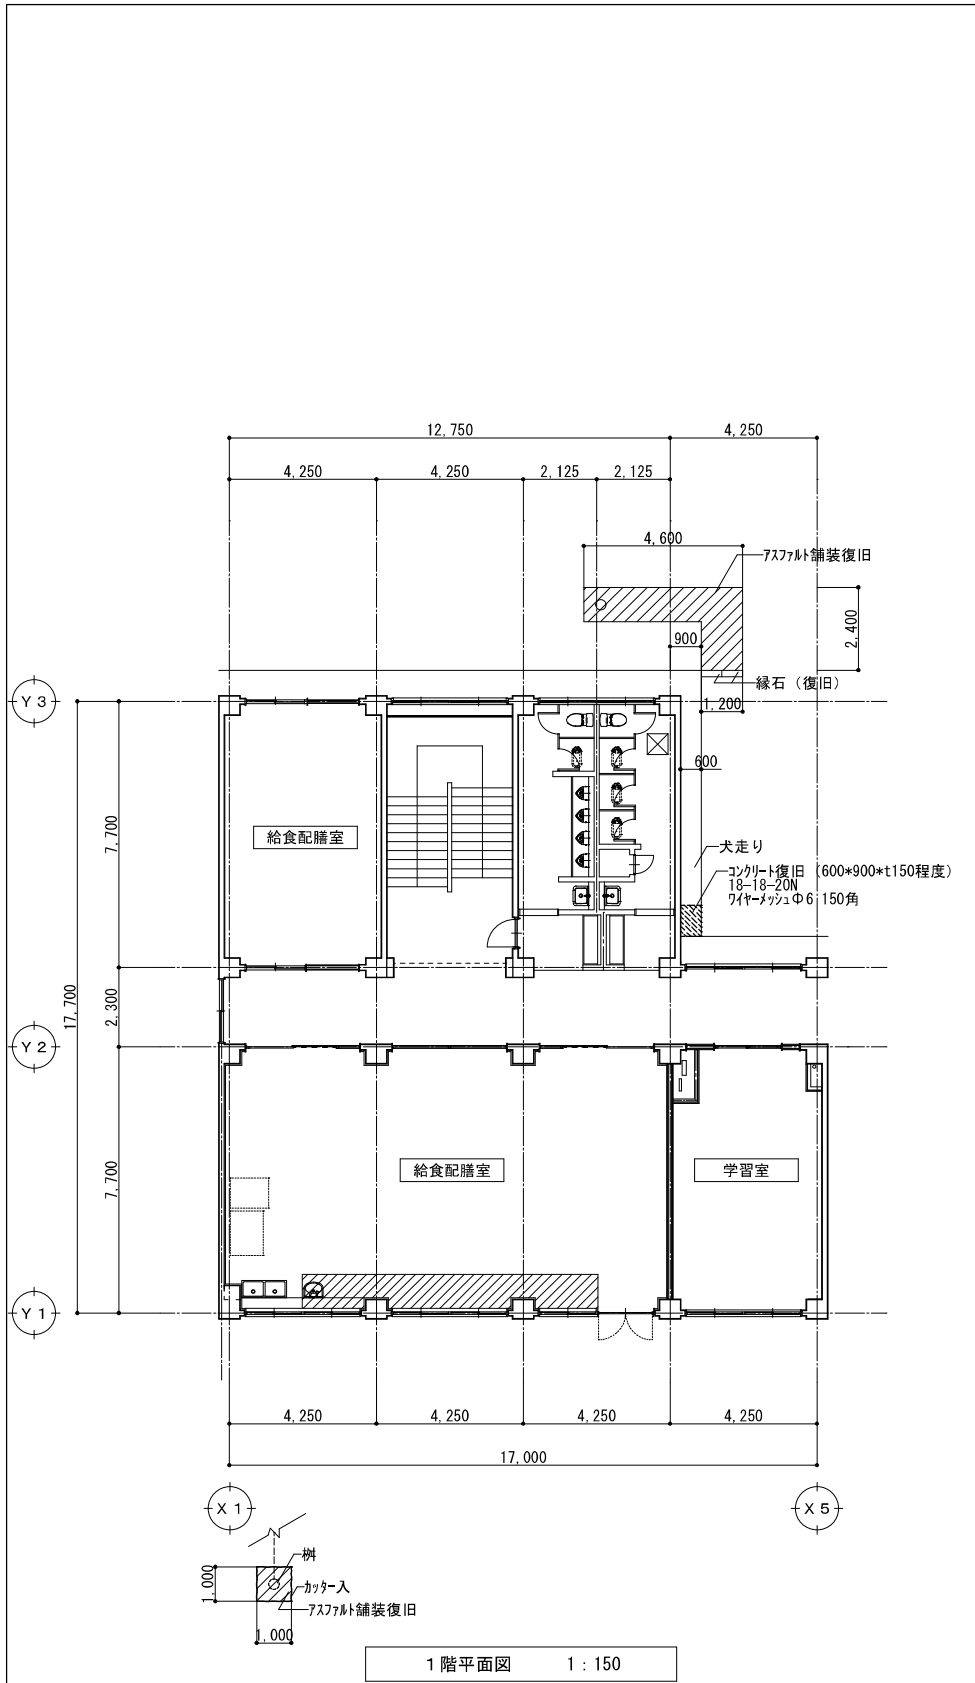 12,750
4,250
4,250
4,250
2,125
2,125
4,600
アスファルト舗装復旧
2,400
900
縁石（復旧）
1,200
Y3
600
7,700
給食配膳室
犬走り
コンクリート復旧（600*900*t150程度）
18-18-20N
ワイヤーメッシュΦ6 150角
17,700
2,300
Y2
7,700
給食配膳室
学習室
Y1
4,250
4,250
4,250
4,250
17,000
X1
X5
桝
1,000
カッター入
アスファルト舗装復旧
1,000
1階平面図 1:150